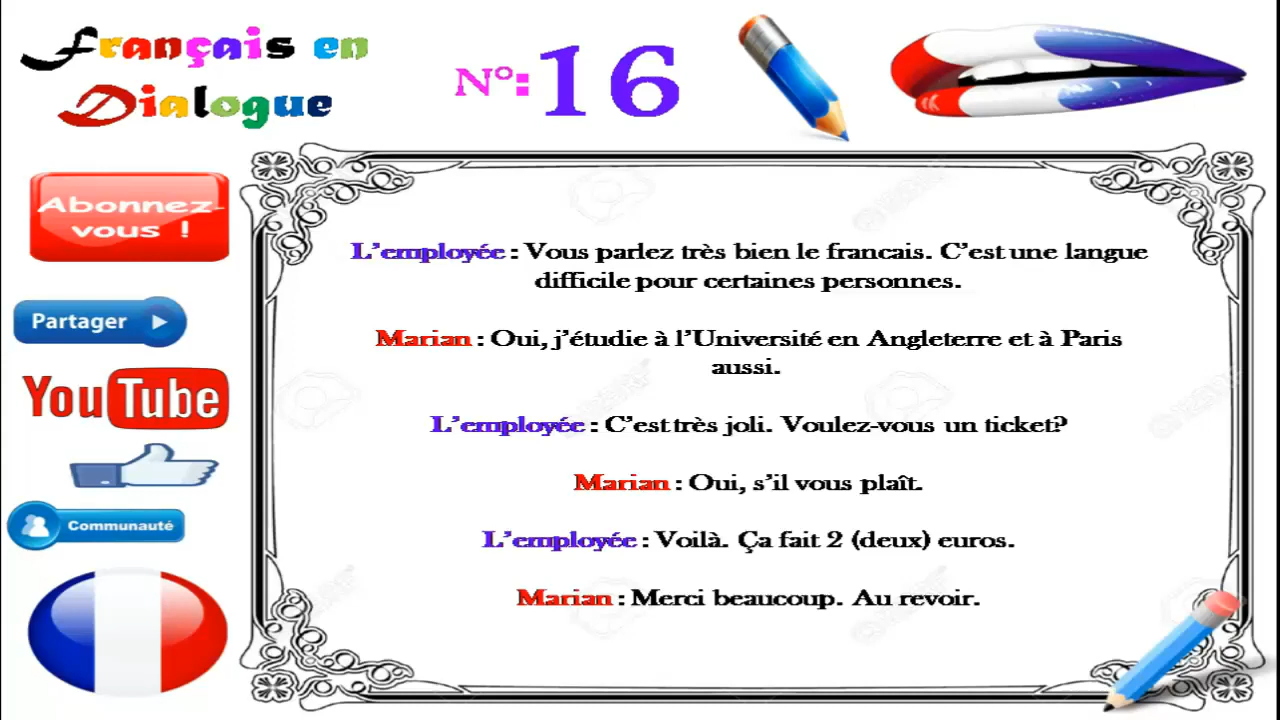 Français en
Dialogue
N°:16
Abonnez-
vous !
Partager
YouTube
Communauté
L'employée : Vous parlez très bien le francais. C'est une langue
difficile pour certaines personnes.
Marian : Oui, j'étudie à l'Université en Angleterre et à Paris
aussi.
L'employée : C'est très joli. Voulez-vous un ticket?
Marian : Oui, s'il vous plaît.
L'employée : Voilà. Ça fait 2 (deux) euros.
Marian : Merci beaucoup. Au revoir.